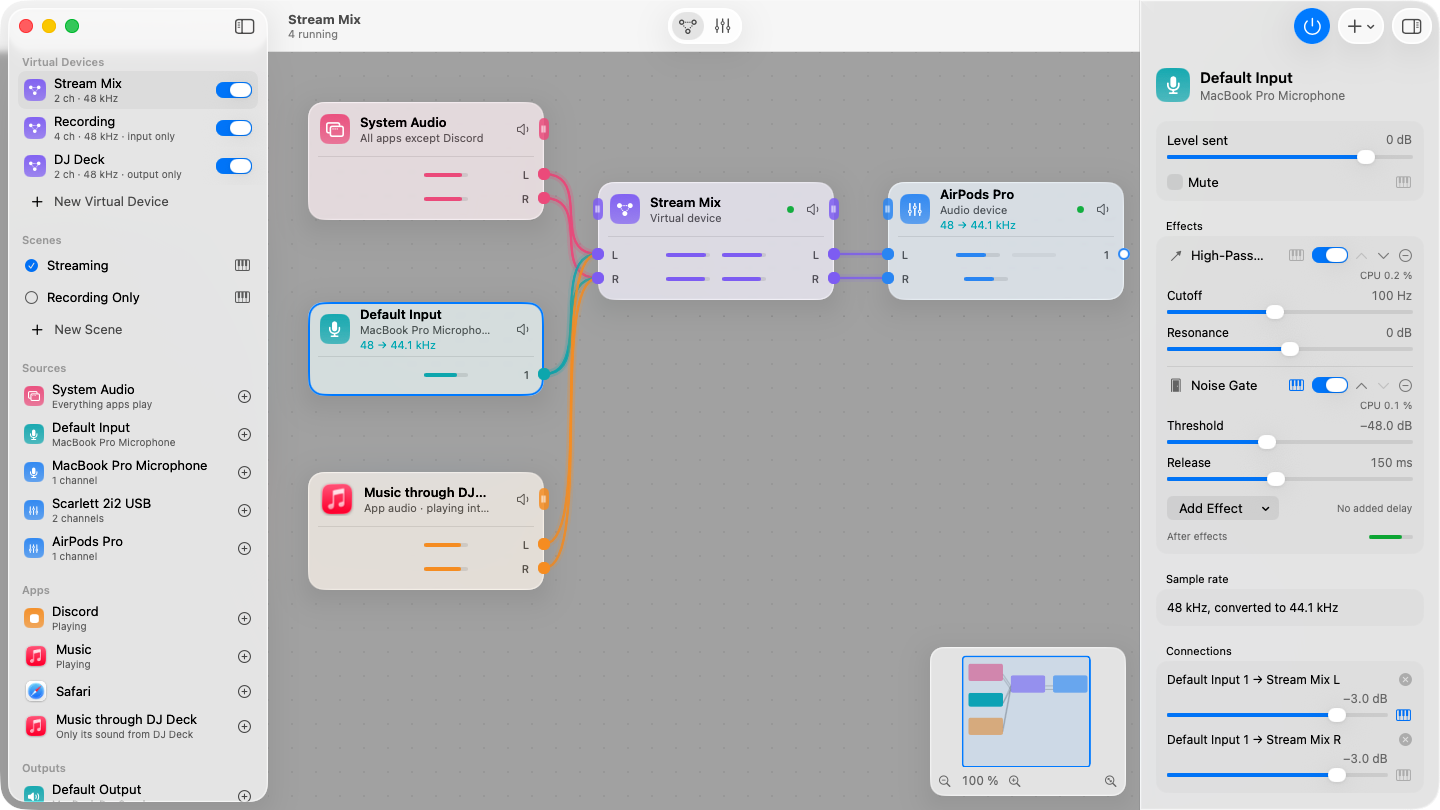 Virtual Devices
Stream Mix
2 ch · 48 kHz
Recording
4 ch · 48 kHz · input only
DJ Deck
2 ch · 48 kHz · output only
New Virtual Device
Scenes
Streaming
Recording Only
New Scene
Sources
System Audio
Everything apps play
Default Input
MacBook Pro Microphone
MacBook Pro Microphone
1 channel
Scarlett 2i2 USB
2 channels
AirPods Pro
1 channel
Apps
Discord
Playing
Music
Playing
Safari
Music through DJ Deck
Only its sound from DJ Deck
Outputs
Default Output
Stream Mix
4 running
System Audio
All apps except Discord
L
R
Default Input
MacBook Pro Micropho...
48 → 44.1 kHz
1
Music through DJ...
App audio · playing int...
L
R
Stream Mix
Virtual device
L L
R R
AirPods Pro
Audio device
48 → 44.1 kHz
L 1
R
100 %
Default Input
MacBook Pro Microphone
Level sent 0 dB
Mute
Effects
High-Pass...
CPU 0.2 %
Cutoff 100 Hz
Resonance 0 dB
Noise Gate
CPU 0.1 %
Threshold −48.0 dB
Release 150 ms
Add Effect No added delay
After effects
Sample rate
48 kHz, converted to 44.1 kHz
Connections
Default Input 1 → Stream Mix L
−3.0 dB
Default Input 1 → Stream Mix R
−3.0 dB